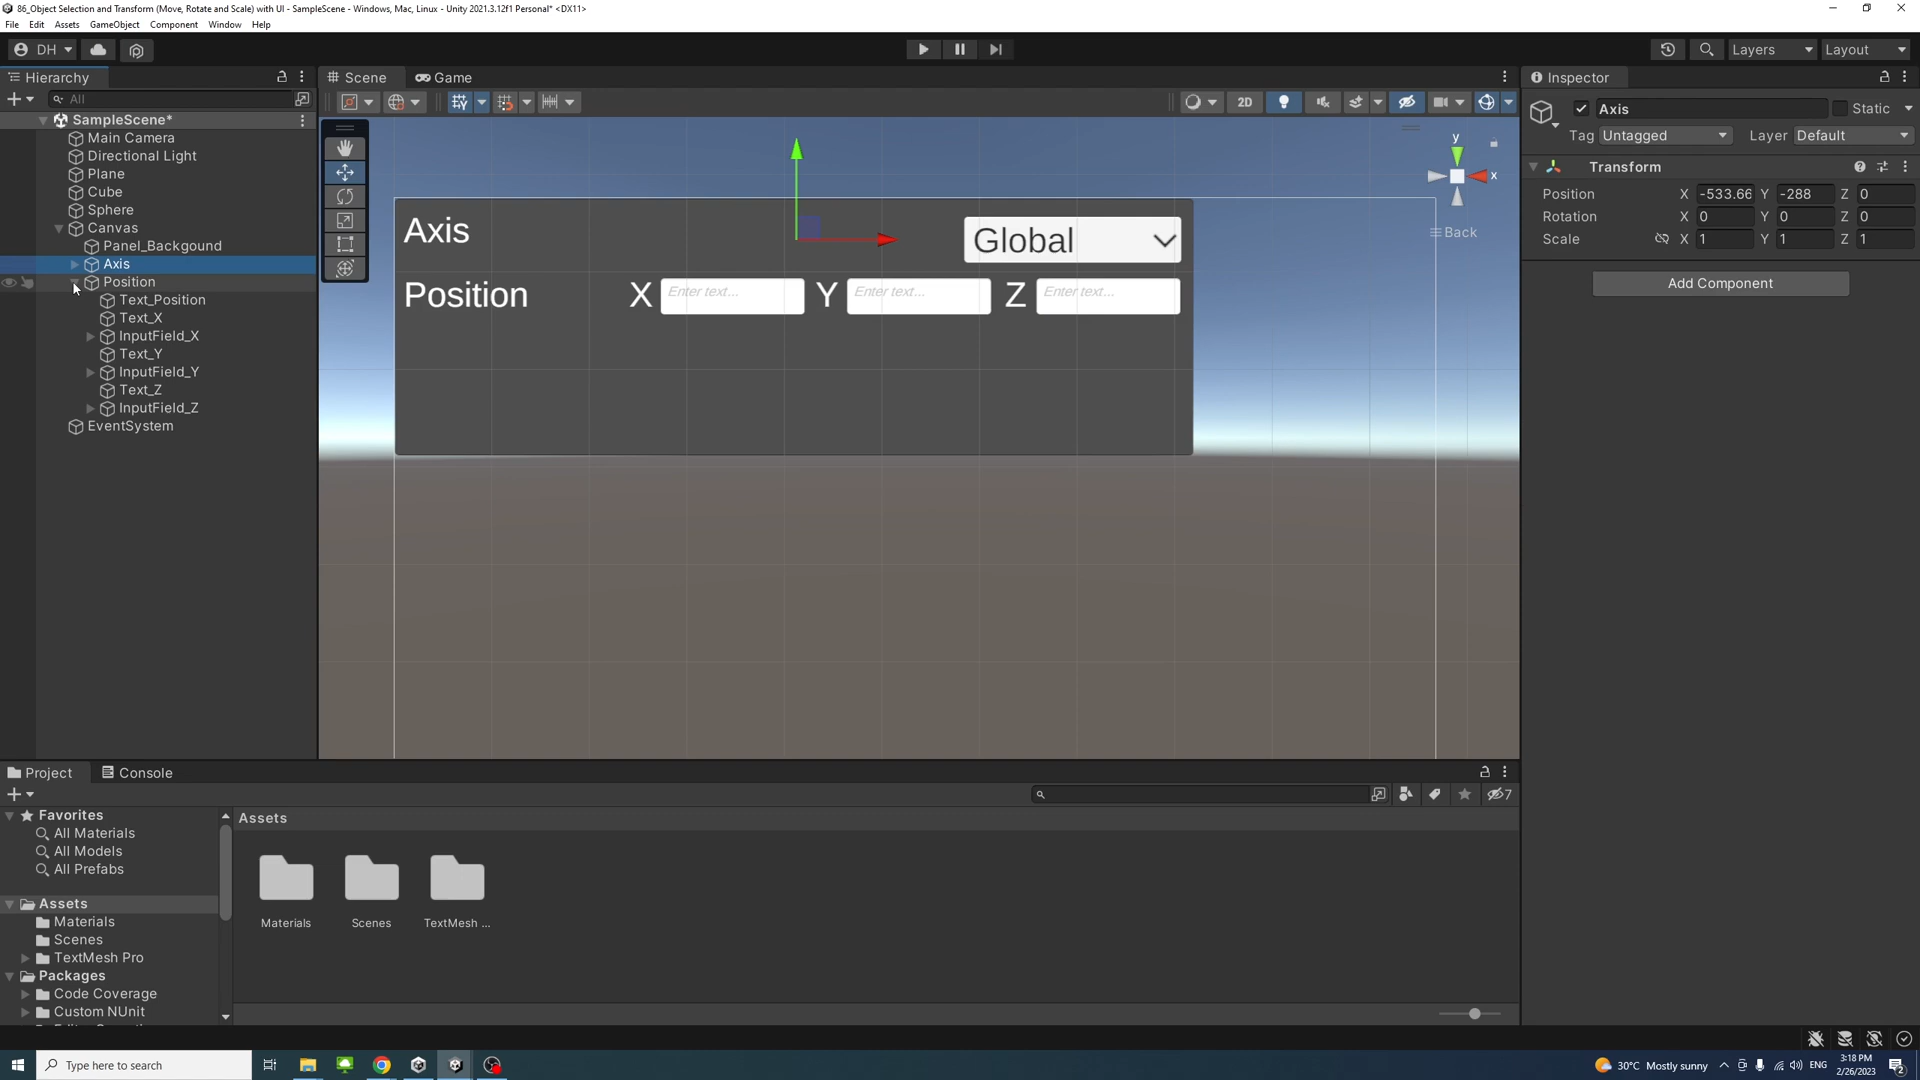 86_Object Selection and Transform (Move, Rotate and Scale) with UI - SampleScene - Windows, Mac, Linux - Unity 2021.3.12f1 Personal* <DX11>
File Edit Assets GameObject Component Window Help
DH Layers Layout
Hierarchy Scene Game Inspector
All 2D
SampleScene*
Main Camera
Directional Light
Plane
Cube
Sphere
Canvas
Panel_Backgound
Axis
Position
Text_Position
Text_X
InputField_X
Text_Y
InputField_Y
Text_Z
InputField_Z
EventSystem
y
x
Back
Axis Global
Position X Enter text... Y Enter text... Z Enter text...
Axis Static
Tag Untagged Layer Default
Transform
Position X -533.66 Y -288 Z 0
Rotation X 0 Y 0 Z 0
Scale X 1 Y 1 Z 1
Add Component
Project Console
7
Favorites
All Materials
All Models
All Prefabs
Assets
Materials
Scenes
TextMesh Pro
Packages
Code Coverage
Custom NUnit
Assets
Materials Scenes TextMesh ...
Type here to search
30°C Mostly sunny ENG
3:18 PM
2/26/2023
2